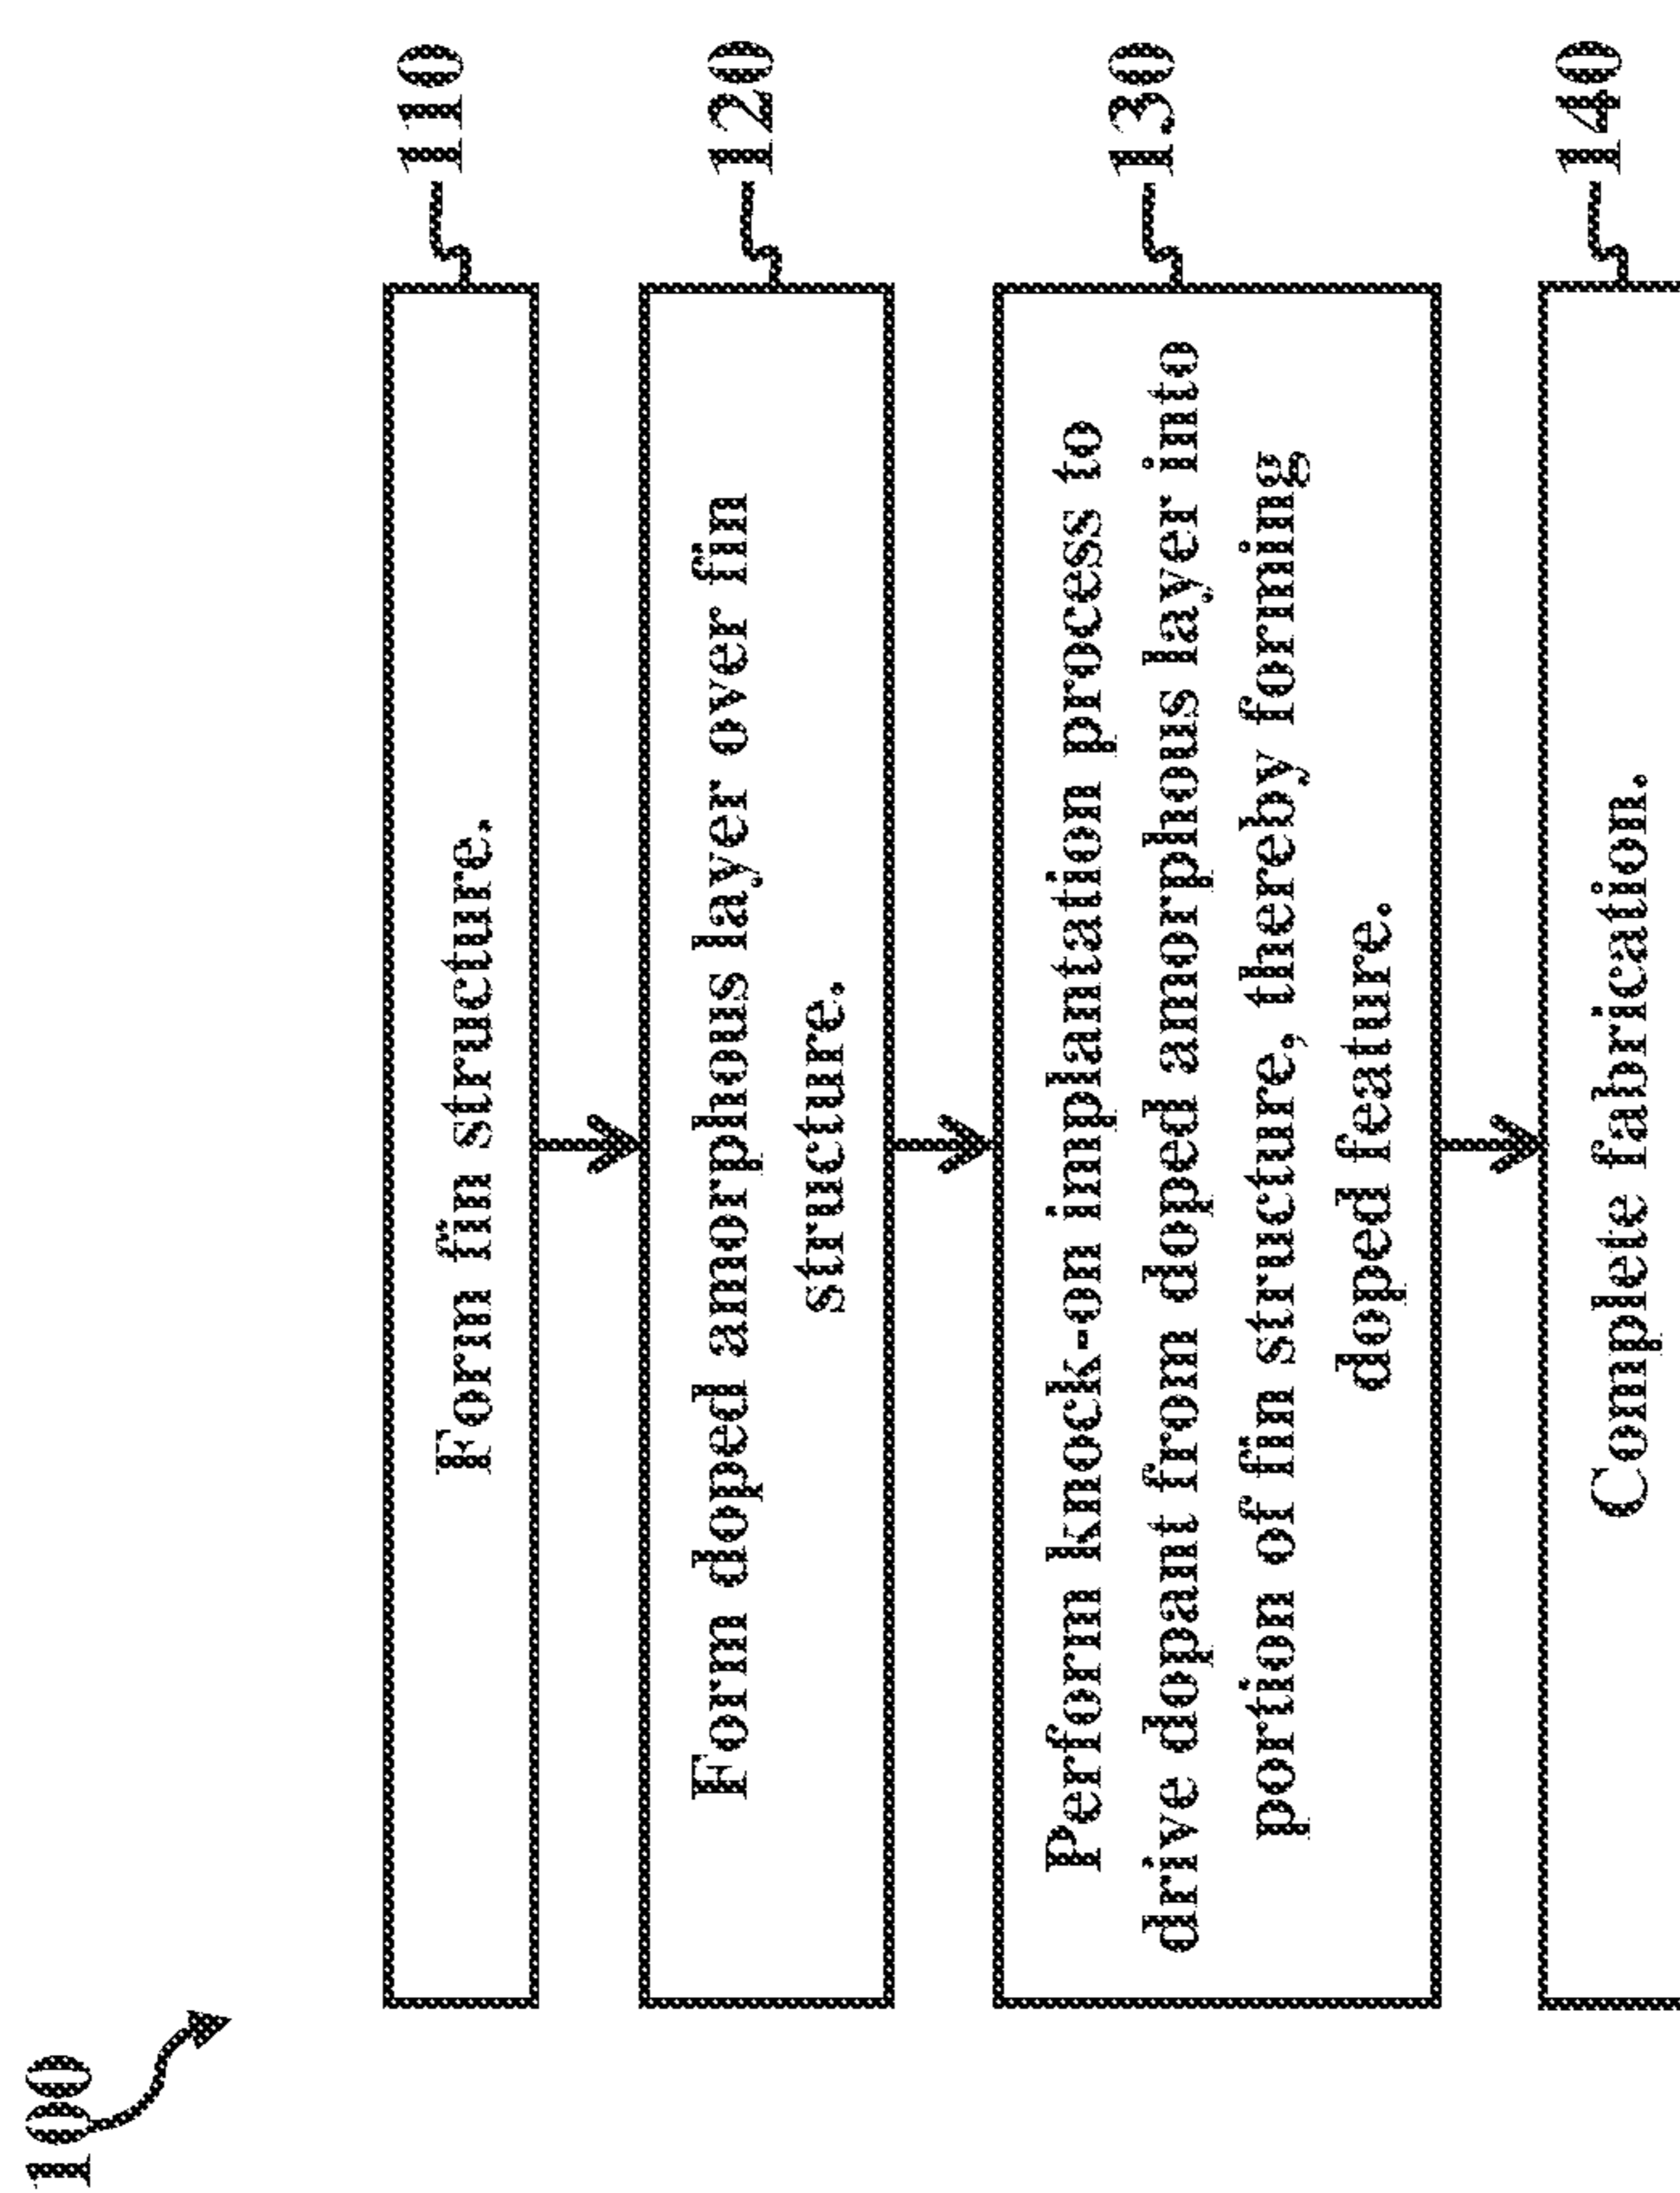 100
Form fin structure.
110
Form doped amorphous layer over fin
structure.
120
Perform knock-on implantation process to
drive dopant from doped amorphous layer into
portion of fin structure, thereby forming
doped feature.
130
Complete fabrication.
140